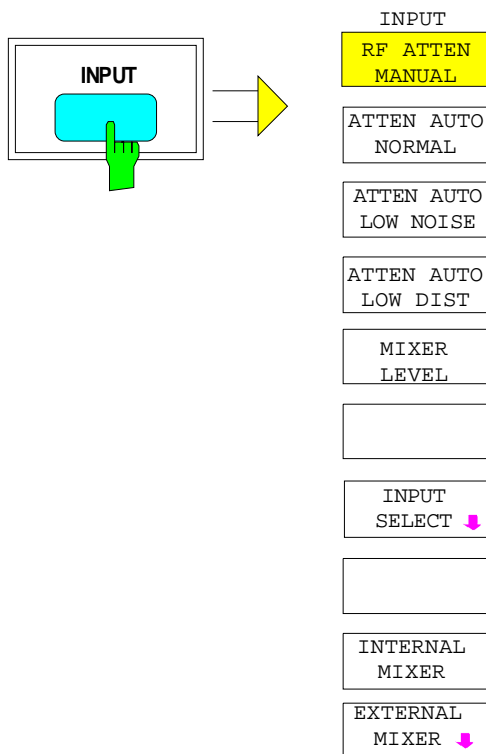 INPUT
INPUT
RF ATTEN
MANUAL
ATTEN AUTO
NORMAL
ATTEN AUTO
LOW NOISE
ATTEN AUTO
LOW DIST
MIXER
LEVEL
INPUT
SELECT
INTERNAL
MIXER
EXTERNAL
MIXER